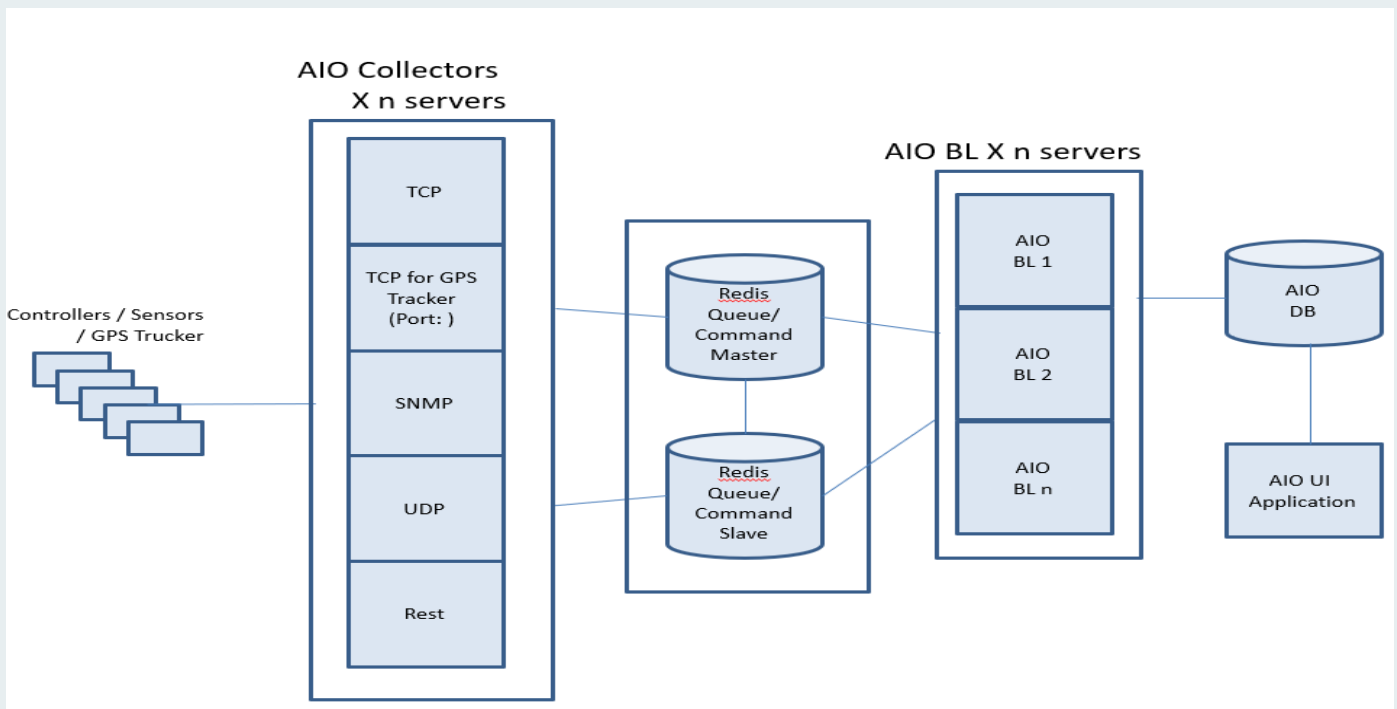 AIO Collectors
X n servers
TCP
TCP for GPS
Tracker
(Port: )
SNMP
UDP
Rest
Controllers / Sensors
/ GPS Trucker
Redis
Queue/
Command
Master
Redis
Queue/
Command
Slave
AIO BL X n servers
AIO
BL 1
AIO
BL 2
AIO
BL n
AIO
DB
AIO UI
Application